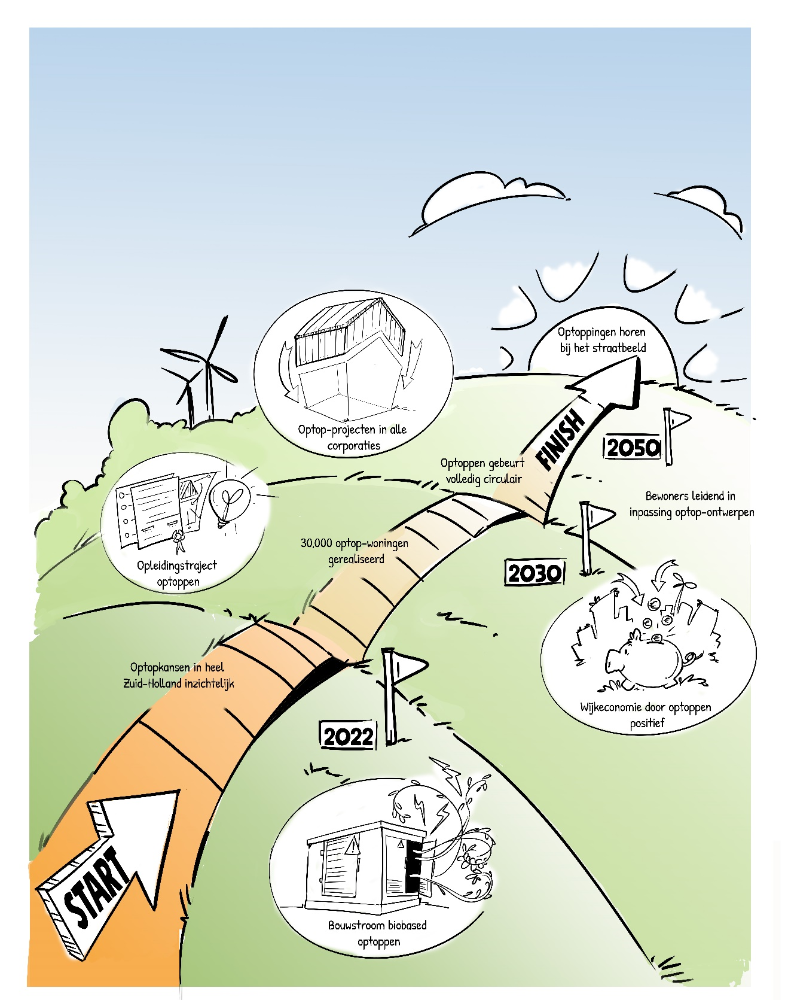 Optoppingen horen
bij het straatbeeld
FINISH
2050
Optop-projecten in alle
corporaties
Optoppen gebeurt
volledig circulair
Bewoners leidend in
inpassing optop-ontwerpen
Opleidingstraject
optoppen
30,000 optop-woningen
gerealiseerd
2030
Optopkansen in heel
Zuid-Holland inzichtelijk
Wijkeconomie door optoppen
positief
2022
START
Bouwstroom biobased
optoppen